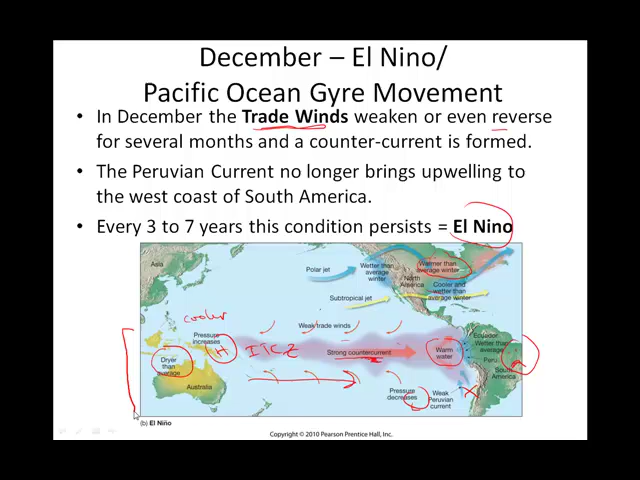 December – El Nino/
Pacific Ocean Gyre Movement
• In December the Trade Winds weaken or even reverse
for several months and a counter-current is formed.
• The Peruvian Current no longer brings upwelling to
the west coast of South America.
• Every 3 to 7 years this condition persists = El Nino
Asia
Polar jet
Wetter than
average
winter
Warmer than
average winter
North
America
Cooler and
wetter than
average winter
Subtropical jet
cooler
Weak trade winds
Pressure
increases
H
ITCZ
Strong countercurrent
Warm
water
Ecuador
Wetter than
average
Peru
South
America
Dryer
than
average
Australia
Pressure
decreases
L
Weak
Peruvian
current
X
(b) El Niño
Copyright © 2010 Pearson Prentice Hall, Inc.